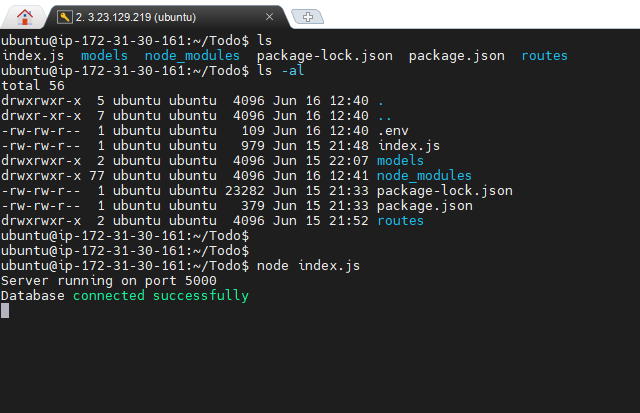 2. 3.23.129.219 (ubuntu)
ubuntu@ip-172-31-30-161:~/Todo$ ls
index.js  models  node_modules  package-lock.json  package.json  routes
ubuntu@ip-172-31-30-161:~/Todo$ ls -al
total 56
drwxrwxr-x  5 ubuntu ubuntu  4096 Jun 16 12:40 .
drwxr-xr-x  7 ubuntu ubuntu  4096 Jun 16 12:40 ..
-rw-rw-r--  1 ubuntu ubuntu   109 Jun 16 12:40 .env
-rw-rw-r--  1 ubuntu ubuntu   979 Jun 15 21:48 index.js
drwxrwxr-x  2 ubuntu ubuntu  4096 Jun 15 22:07 models
drwxrwxr-x 77 ubuntu ubuntu  4096 Jun 16 12:41 node_modules
-rw-rw-r--  1 ubuntu ubuntu 23282 Jun 15 21:33 package-lock.json
-rw-rw-r--  1 ubuntu ubuntu   379 Jun 15 21:33 package.json
drwxrwxr-x  2 ubuntu ubuntu  4096 Jun 15 21:52 routes
ubuntu@ip-172-31-30-161:~/Todo$
ubuntu@ip-172-31-30-161:~/Todo$
ubuntu@ip-172-31-30-161:~/Todo$ node index.js
Server running on port 5000
Database connected successfully